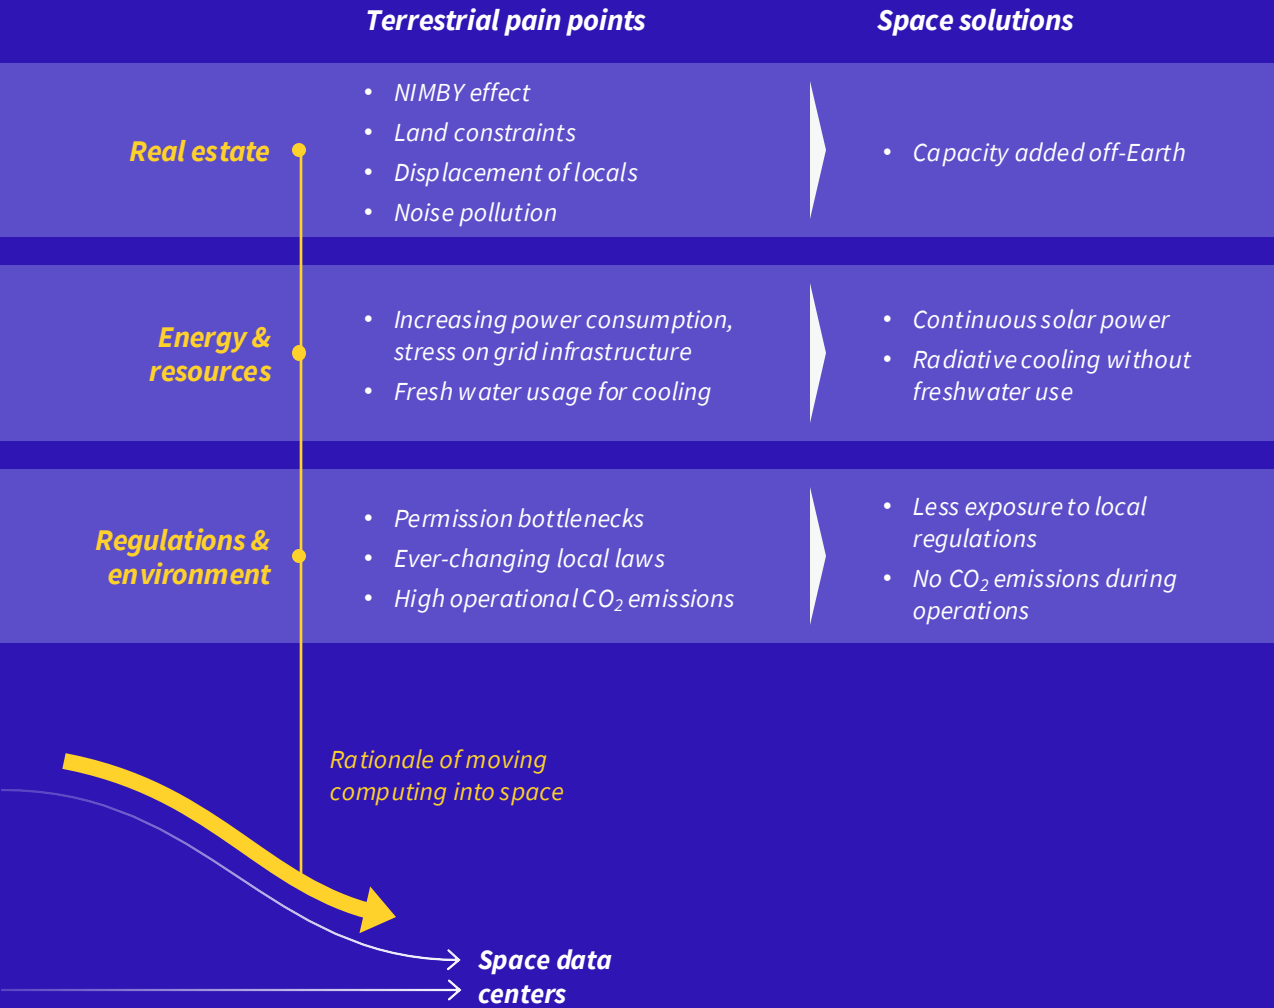 Terrestrial pain points
Space solutions
Real estate
• NIMBY effect
• Land constraints
• Displacement of locals
• Noise pollution
• Capacity added off-Earth
Energy &
resources
• Increasing power consumption,
stress on grid infrastructure
• Fresh water usage for cooling
• Continuous solar power
• Radiative cooling without
freshwater use
Regulations &
environment
• Permission bottlenecks
• Ever-changing local laws
• High operational CO₂ emissions
• Less exposure to local
regulations
• No CO₂ emissions during
operations
Rationale of moving
computing into space
Space data
centers